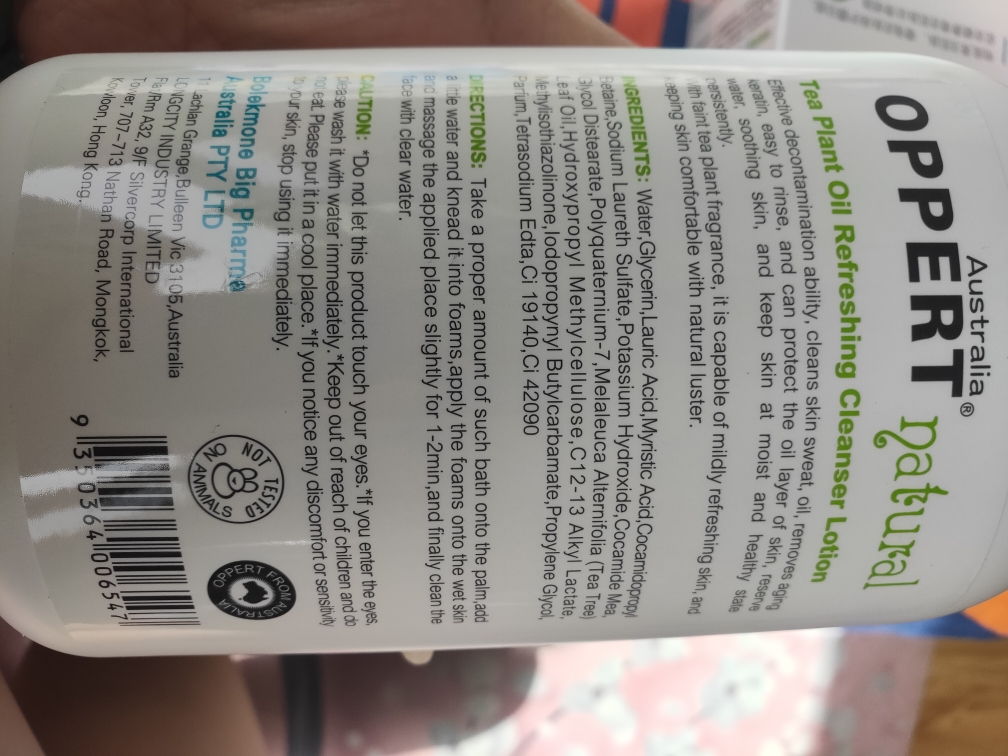 Australia
OPPERT® natural
Tea Plant Oil Refreshing Cleanser Lotion
Effective decontamination ability, cleans skin sweat, oil, removes aging
keratin, easy to rinse, and can protect the oil layer of skin, reserve
water, soothing skin, and keep skin at moist and healthy state
persistently.
With faint tea plant fragrance, it is capable of mildly refreshing skin, and
keeping skin comfortable with natural luster.
INGREDIENTS: Water,Glycerin,Lauric Acid,Myristic Acid,Cocamidopropyl
Betaine,Sodium Laureth Sulfate,Potassium Hydroxide,Cocamide Mea,
Glycol Distearate,Polyquaternium-7,Melaleuca Alternifolia (Tea Tree)
Leaf Oil,Hydroxypropyl Methylcellulose,C12-13 Alkyl Lactate,
Methylisothiazolinone,Iodopropynyl Butylcarbamate,Propylene Glycol,
Parfum,Tetrasodium Edta,Ci 19140,Ci 42090
DIRECTIONS: Take a proper amount of such bath onto the palm,add
a little water and knead it into foams,apply the foams onto the wet skin
and massage the applied place slightly for 1-2min,and finally clean the
face with clear water.
CAUTION: *Do not let this product touch your eyes.*If you enter the eyes,
please wash it with water immediately.*Keep out of reach of children and do
not eat. Please put it in a cool place.*If you notice any discomfort or sensitivity
to your skin, stop using it immediately.
Bolekmone Big Pharma
Australia PTY LTD
Lachlan Grange,Bulleen Vic 3105,Australia
LONGCITY INDUSTRY LIMITED
Flat/Rm A32, 9/F Silvercorp International
Tower, 707-713 Nathan Road, Mongkok,
Kowloon, Hong Kong.
NOT TESTED
NO ANIMALS
OPPERT FROM
AUSTRALIA
9 350364 006547